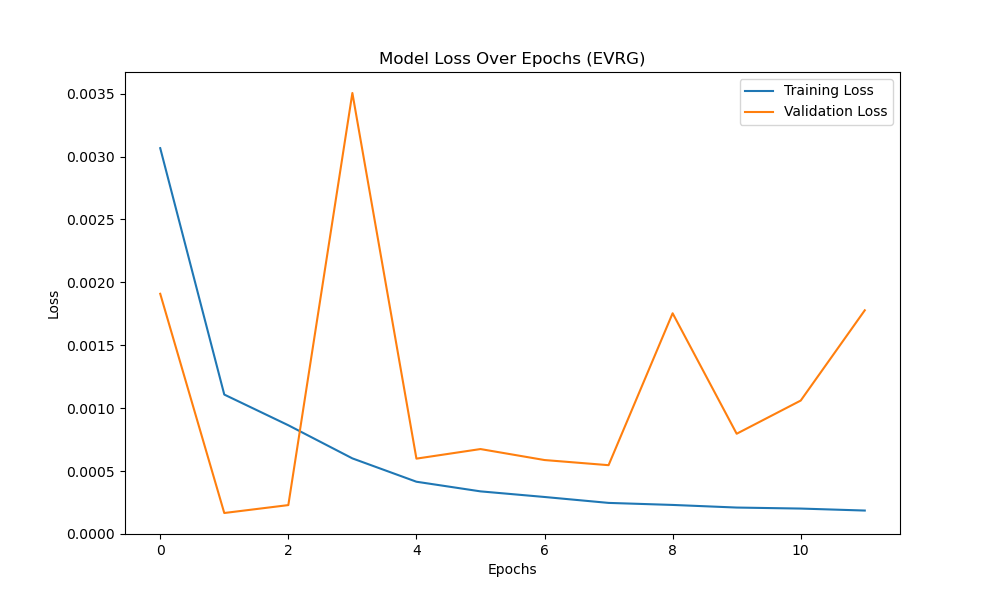 Model Loss Over Epochs (EVRG)
Training Loss
Validation Loss
0.0035
0.0030
0.0025
0.0020
0.0015
0.0010
0.0005
0.0000
Loss
0 2 4 6 8 10
Epochs